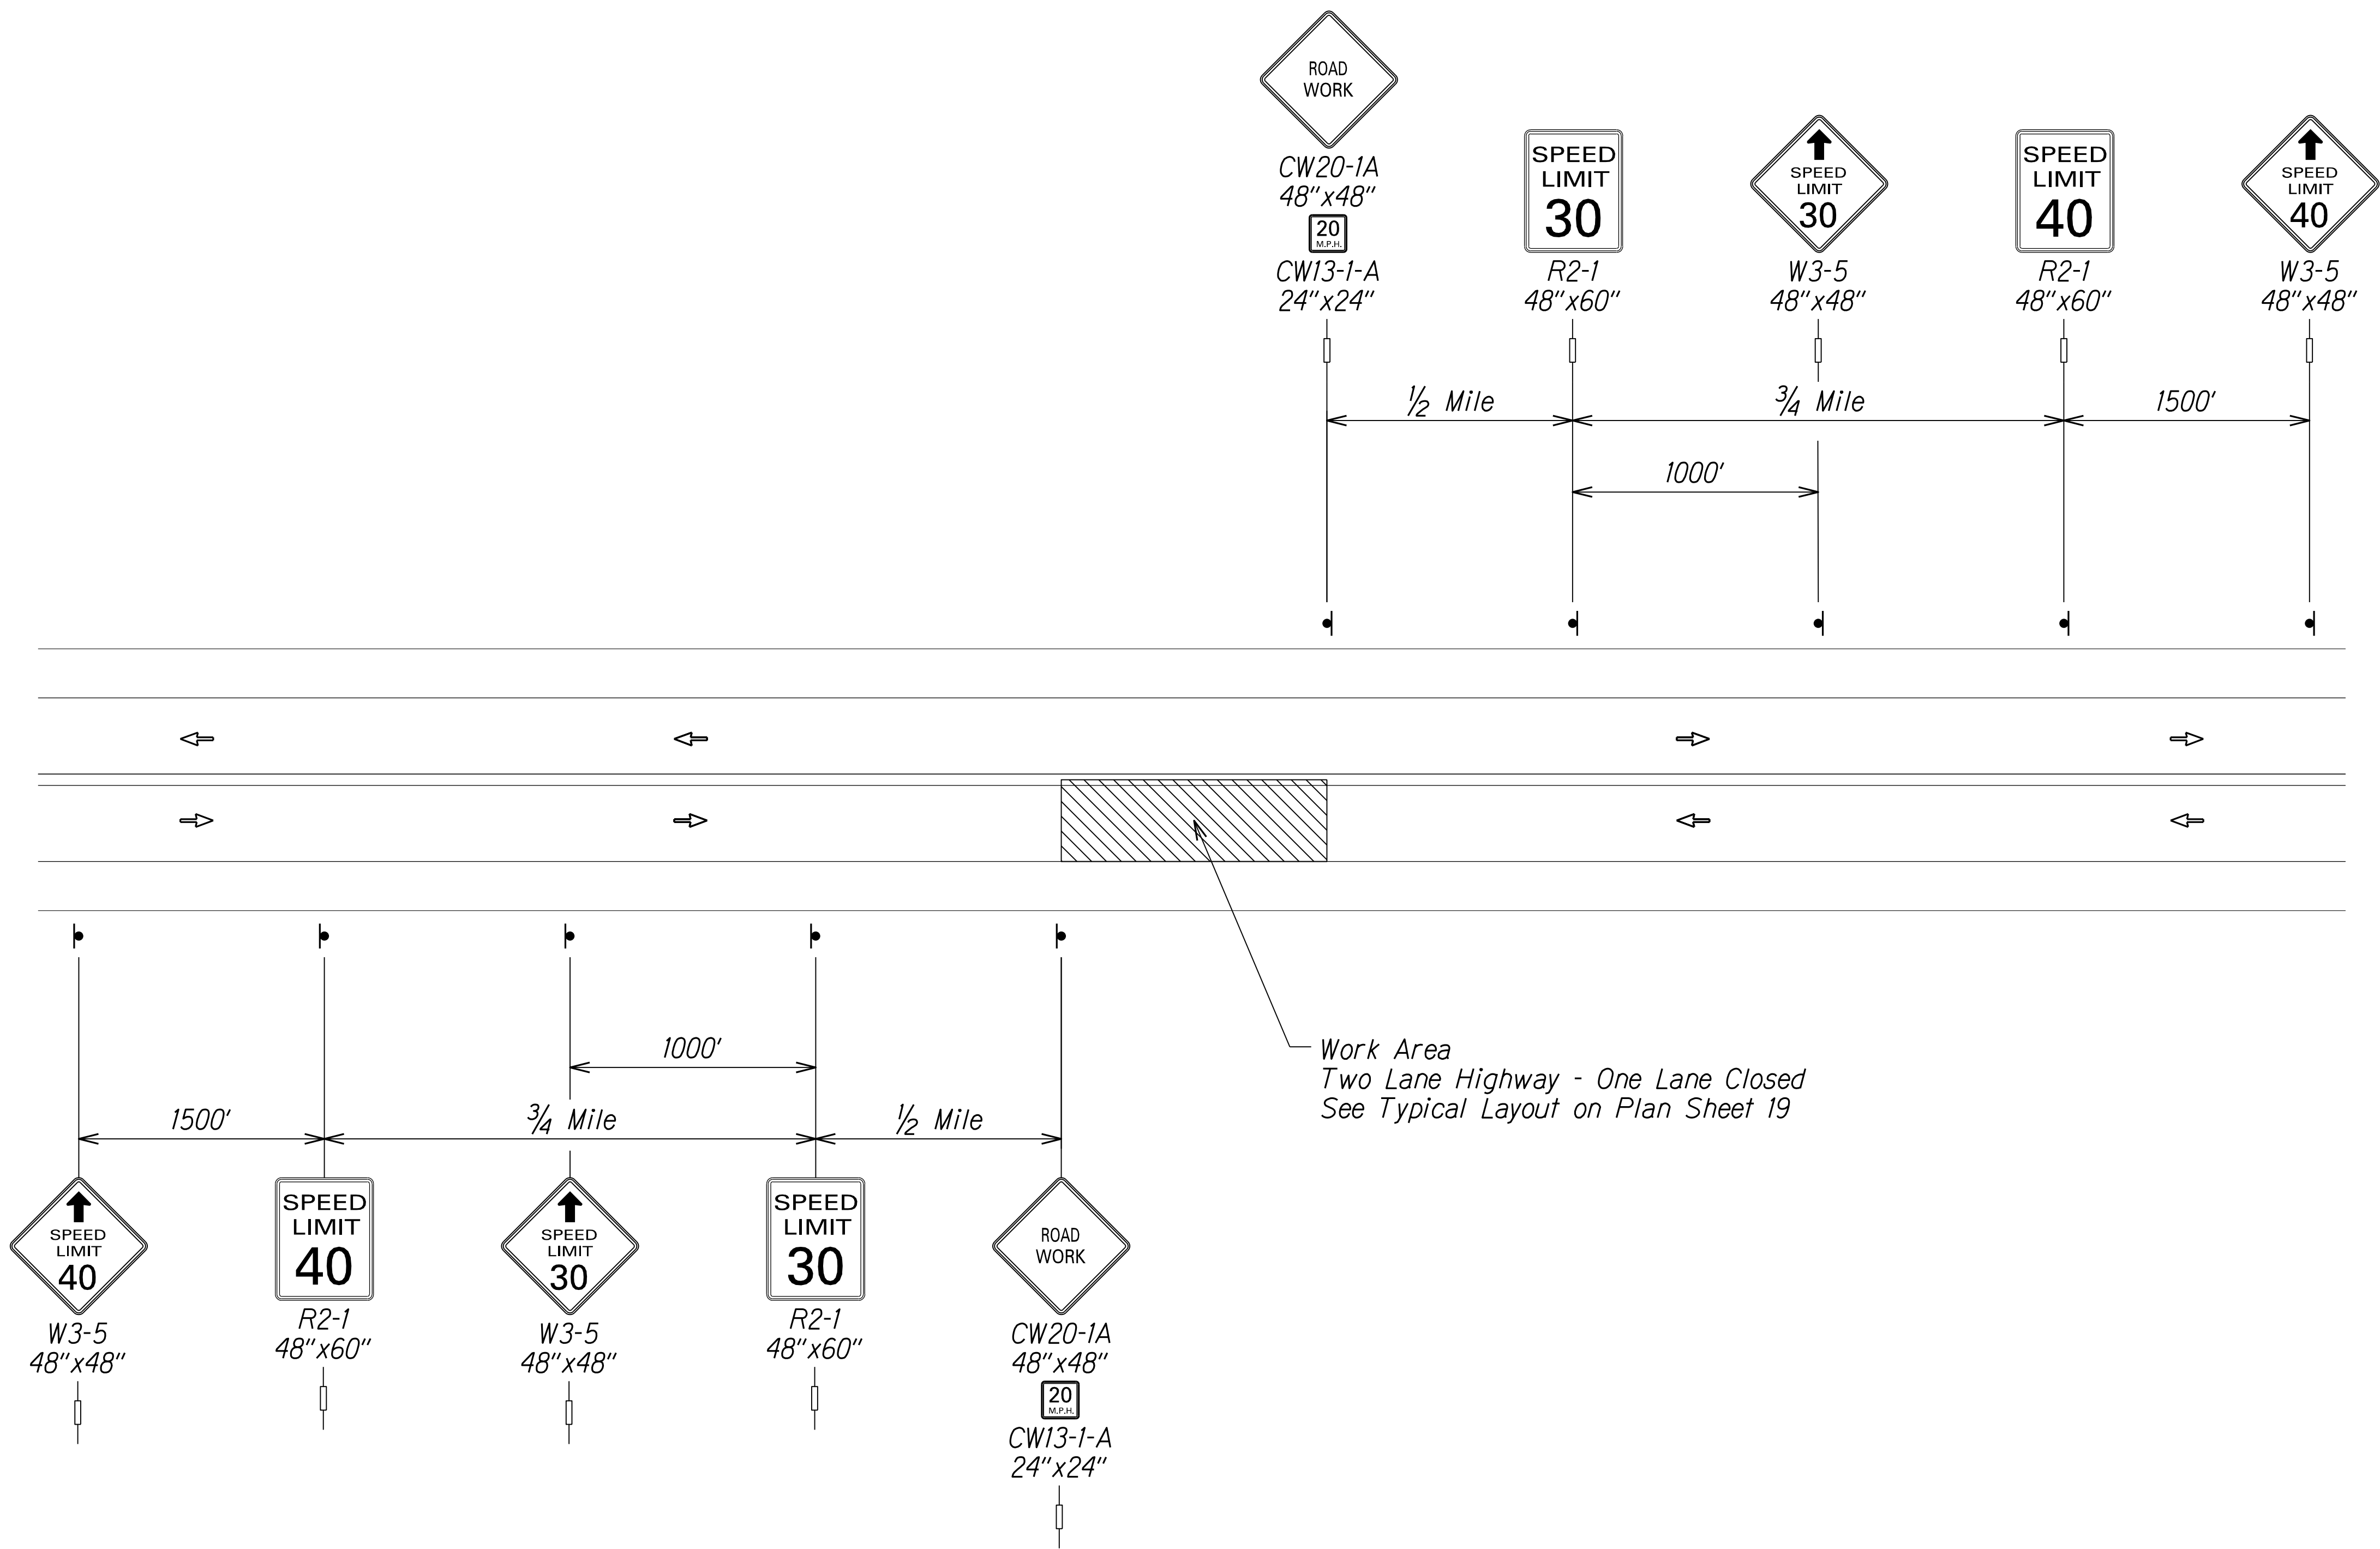 ROAD
WORK
CW20-1A
48"x48"
20
M.P.H.
CW13-1-A
24"x24"
SPEED
LIMIT
30
R2-1
48"x60"
SPEED
LIMIT
30
W3-5
48"x48"
SPEED
LIMIT
40
R2-1
48"x60"
SPEED
LIMIT
40
W3-5
48"x48"
½ Mile
¾ Mile
1500'
1000'
1000'
1500'
¾ Mile
½ Mile
Work Area
Two Lane Highway - One Lane Closed
See Typical Layout on Plan Sheet 19
SPEED
LIMIT
40
W3-5
48"x48"
SPEED
LIMIT
40
R2-1
48"x60"
SPEED
LIMIT
30
W3-5
48"x48"
SPEED
LIMIT
30
R2-1
48"x60"
ROAD
WORK
CW20-1A
48"x48"
20
M.P.H.
CW13-1-A
24"x24"